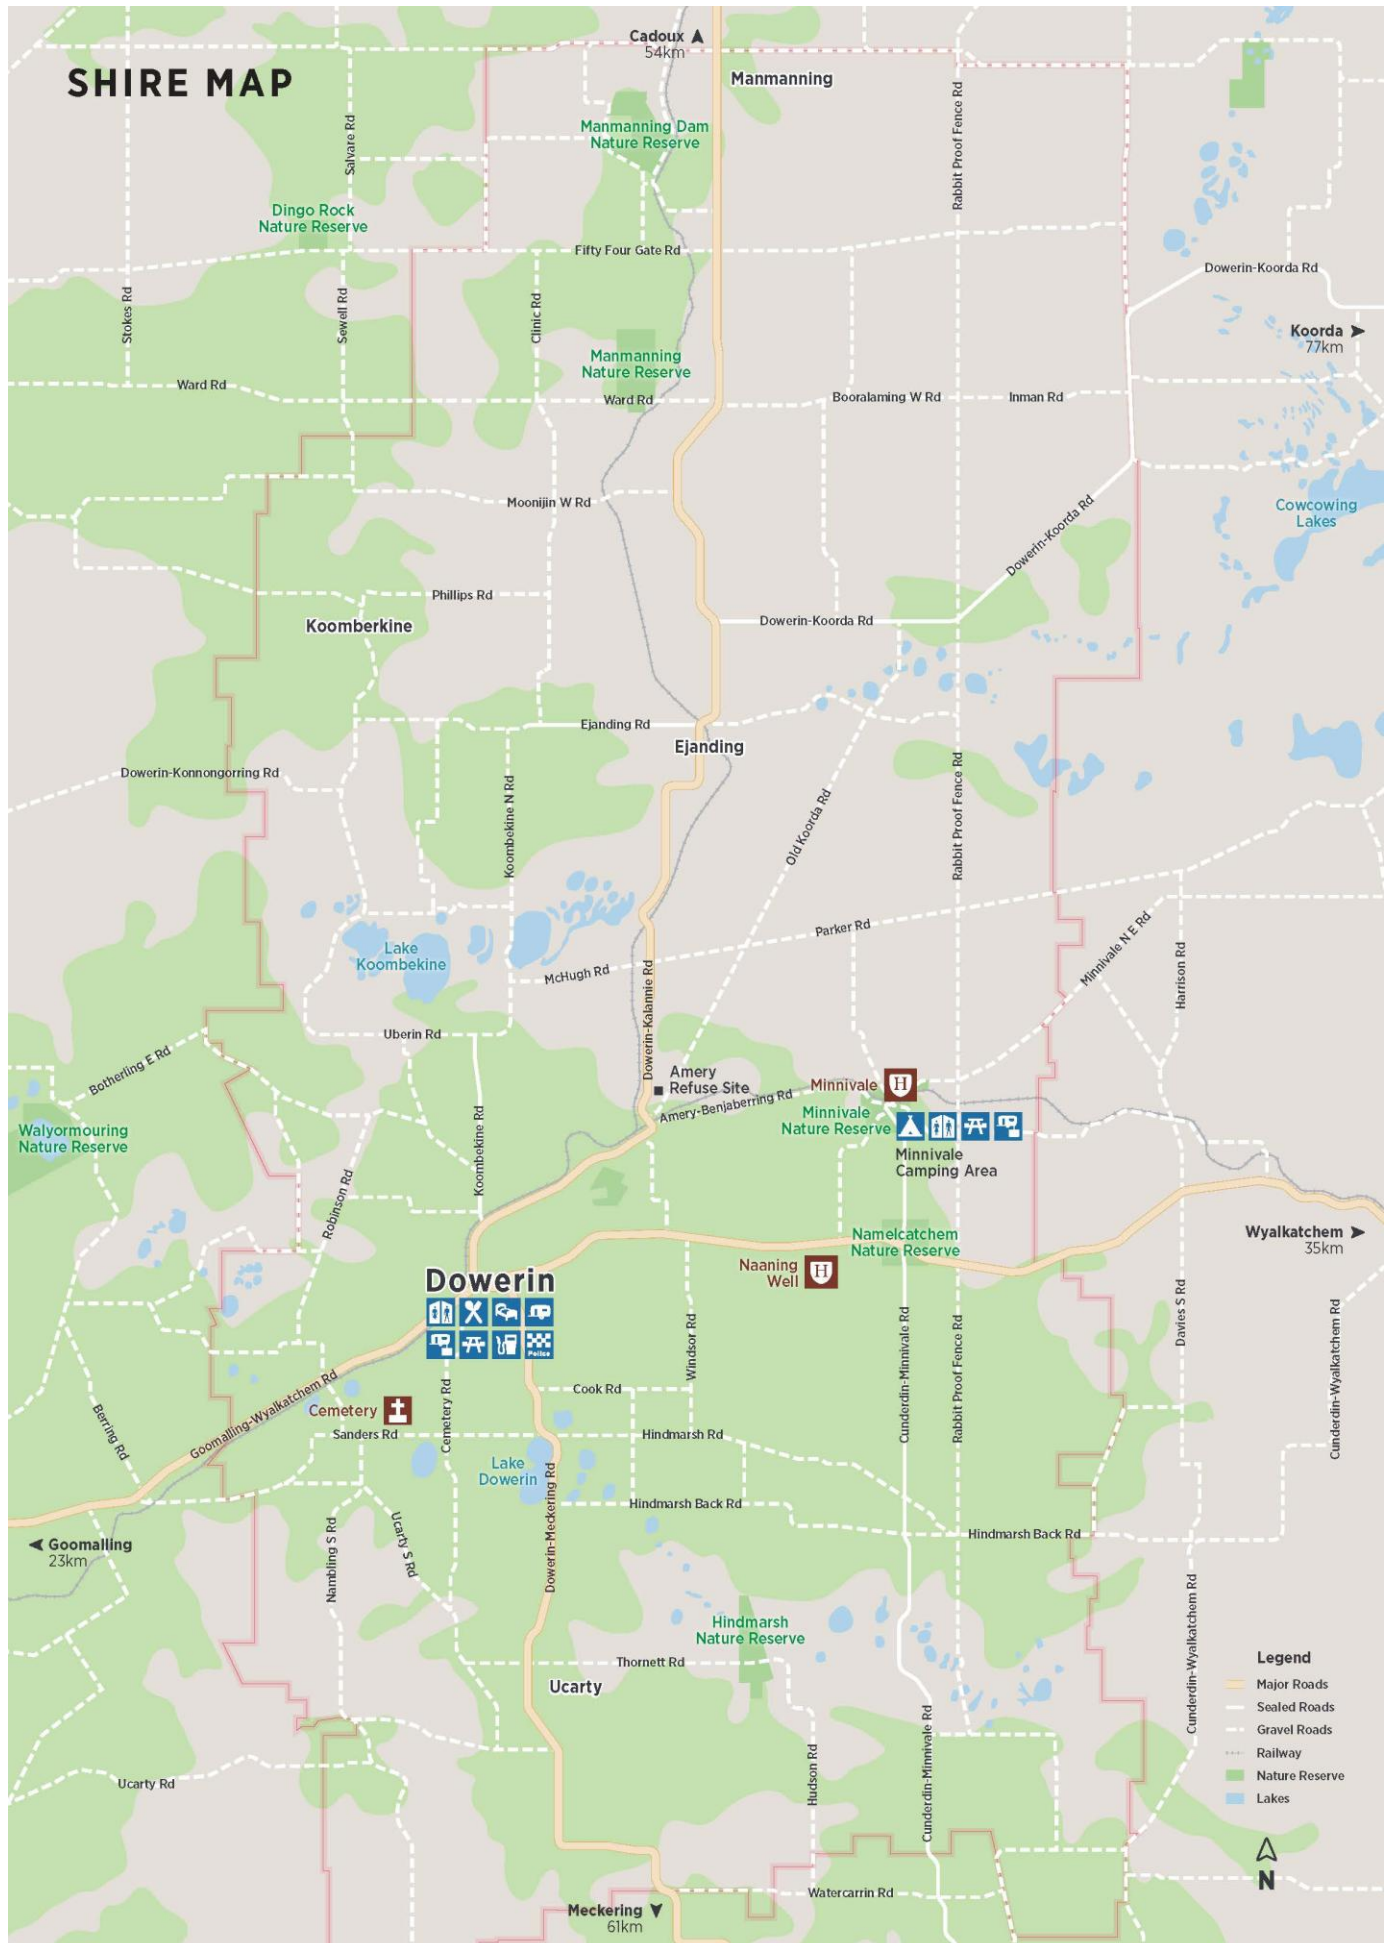 SHIRE MAP
Cadoux
54km
Manmanning
Manmanning Dam
Nature Reserve
Salvare Rd
Rabbit Proof Fence Rd
Dingo Rock
Nature Reserve
Fifty Four Gate Rd
Dowerin-Koorda Rd
Stokes Rd
Sewell Rd
Clinic Rd
Koorda
77km
Manmanning
Nature Reserve
Ward Rd
Ward Rd
Booralaming W Rd
Inman Rd
Moonijin W Rd
Cowcowing
Lakes
Dowerin-Koorda Rd
Phillips Rd
Koomberkine
Dowerin-Koorda Rd
Ejanding Rd
Ejanding
Dowerin-Konnongorring Rd
Koombekine N Rd
Old Koorda Rd
Rabbit Proof Fence Rd
Parker Rd
Lake
Koombekine
McHugh Rd
Minnivale N E Rd
Harrison Rd
Dowerin-Kalannie Rd
Uberin Rd
Botherling E Rd
Amery
Refuse Site
Minnivale
H
Amery-Benjaberring Rd
Minnivale
Nature Reserve
Walyormouring
Nature Reserve
Koombekine Rd
Minnivale
Camping Area
Robinson Rd
Namelcatchem
Nature Reserve
Wyalkatchem
35km
Naaning
Well
H
Dowerin
Police
Windsor Rd
Cunderdin-Minnivale Rd
Rabbit Proof Fence Rd
Davies S Rd
Cunderdin-Wyalkatchem Rd
Goomalling-Wyalkatchem Rd
Cook Rd
Cemetery
Berring Rd
Sanders Rd
Cemetery Rd
Hindmarsh Rd
Lake
Dowerin
Dowerin-Meckering Rd
Hindmarsh Back Rd
Hindmarsh Back Rd
Goomalling
23km
Nambling S Rd
Ucarty S Rd
Hindmarsh
Nature Reserve
Cunderdin-Wyalkatchem Rd
Thornett Rd
Ucarty
Ucarty Rd
Hudson Rd
Cunderdin-Minnivale Rd
Legend
Major Roads
Sealed Roads
Gravel Roads
Railway
Nature Reserve
Lakes
N
Watercarrin Rd
Meckering
61km